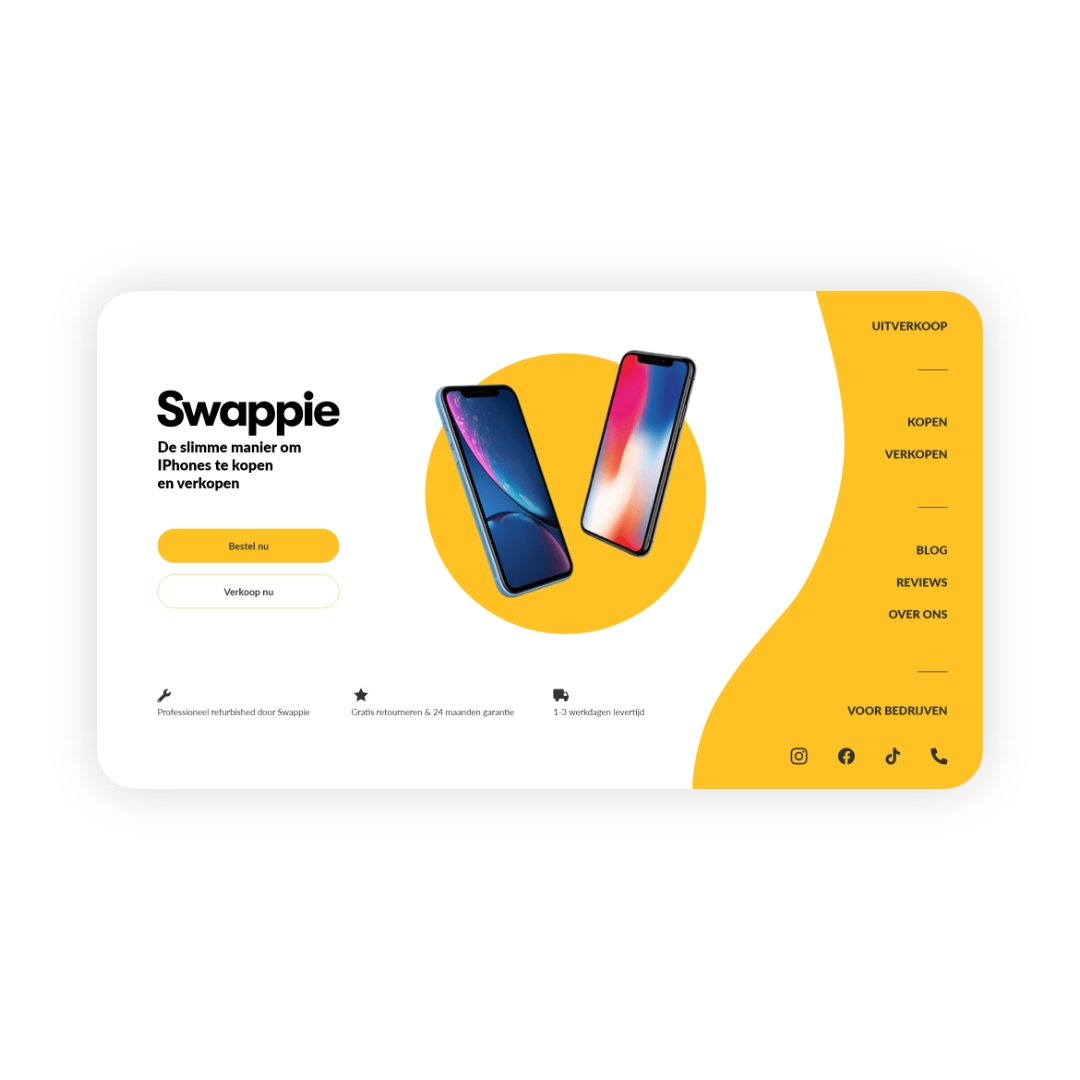 Swappie
De slimme manier om
IPhones te kopen
en verkopen
Bestel nu
Verkoop nu
Professioneel refurbished door Swappie
Gratis retourneren & 24 maanden garantie
1-3 werkdagen levertijd
UITVERKOOP
KOPEN
VERKOPEN
BLOG
REVIEWS
OVER ONS
VOOR BEDRIJVEN